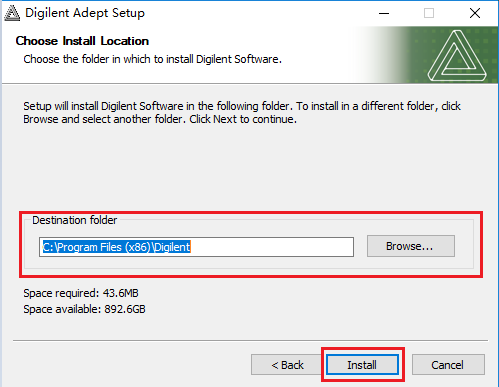 Digilent Adept Setup
Choose Install Location
Choose the folder in which to install Digilent Software.
Setup will install Digilent Software in the following folder. To install in a different folder, click
Browse and select another folder. Click Next to continue.
Destination folder
C:\Program Files (x86)\Digilent
Browse...
Space required: 43.6MB
Space available: 892.6GB
< Back
Install
Cancel